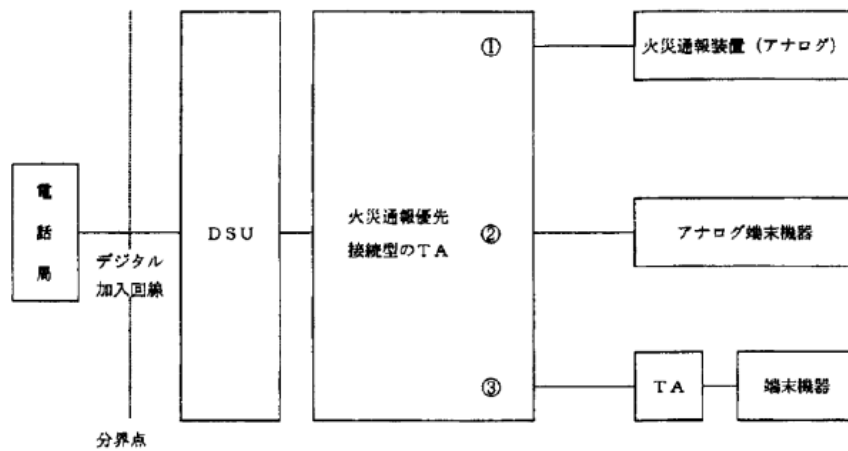 電
話
局
デジタル
加入回線
分界点
DSU
火災通報優先
接続型のTA
①
②
③
火災通報装置(アナログ)
アナログ端末機器
TA
端末機器